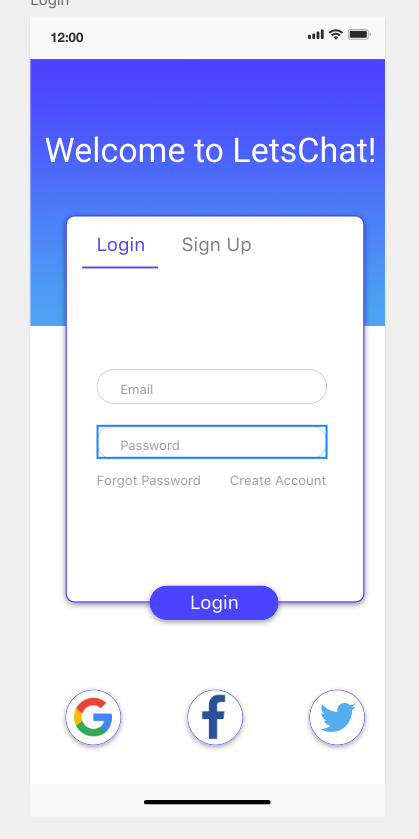 Login
12:00
Welcome to LetsChat!
Login Sign Up
Email
Password
Forgot Password Create Account
Login